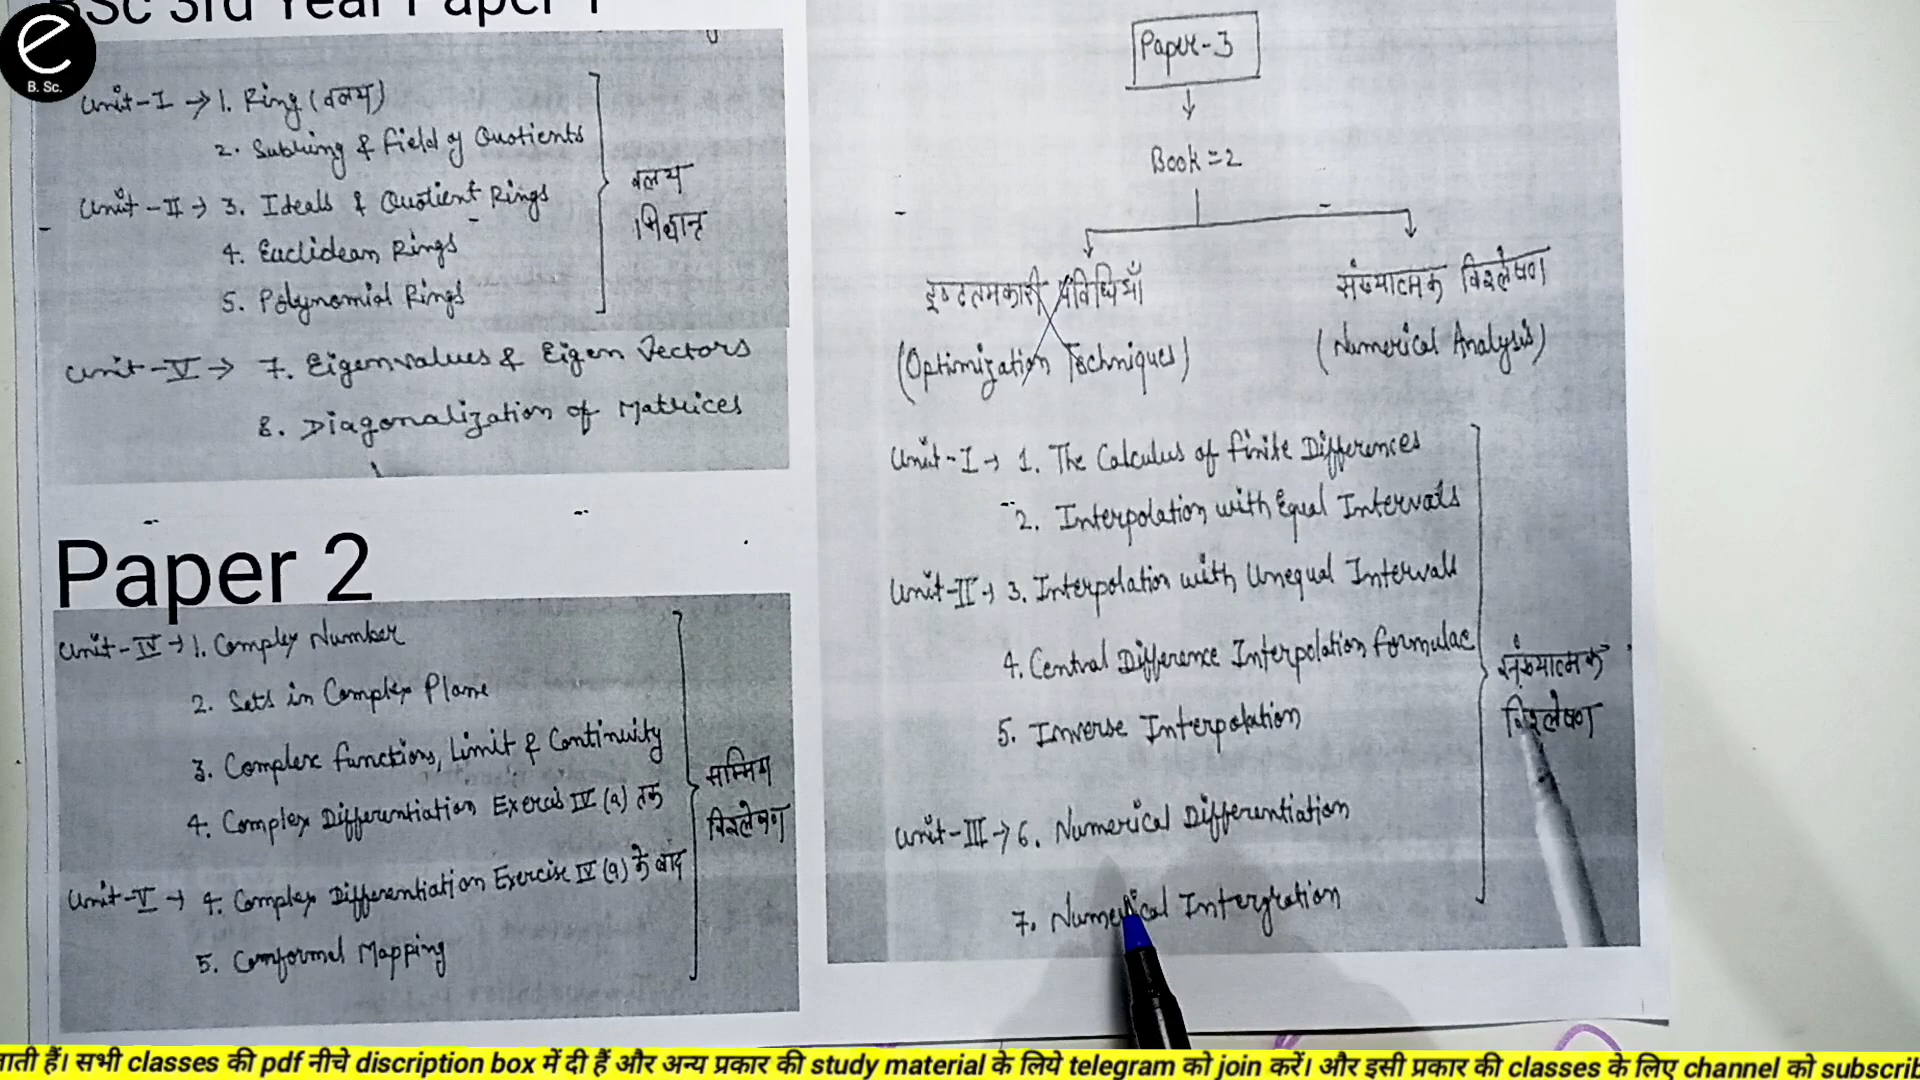 BSc 3rd Year Paper 1
B. Sc.
Unit-I → 1. Ring (वलय)
2. Subring & Field of Quotients
Unit-II → 3. Ideals & Quotient Rings
4. Euclidean Rings
5. Polynomial Rings
वलय
सिद्धान्त
Unit-V → 7. Eigenvalues & Eigen Vectors
8. Diagonalization of Matrices
Paper 2
Unit-IV → 1. Complex Number
2. Sets in Complex Plane
3. Complex Functions, Limit & Continuity
4. Complex Differentiation Exercis IV (a) तक
Unit-V → 4. Complex Differentiation Exercise IV (a) के बाद
5. Conformal Mapping
सम्मिश्र
विश्लेषण
Paper-3
Book = 2
इष्टतमकारी प्रविधियाँ
(Optimization Techniques)
संख्यात्मक विश्लेषण
(Numerical Analysis)
Unit-I → 1. The Calculus of Finite Differences
2. Interpolation with Equal Intervals
Unit-II → 3. Interpolation with Unequal Intervals
4. Central Difference Interpolation Formulae
5. Inverse Interpolation
Unit-III → 6. Numerical Differentiation
7. Numerical Intergration
संख्यात्मक
विश्लेषण
जाती हैं। सभी classes की pdf नीचे discription box में दी हैं और अन्य प्रकार की study material के लिये telegram को join करें। और इसी प्रकार की classes के लिए channel को subscrib